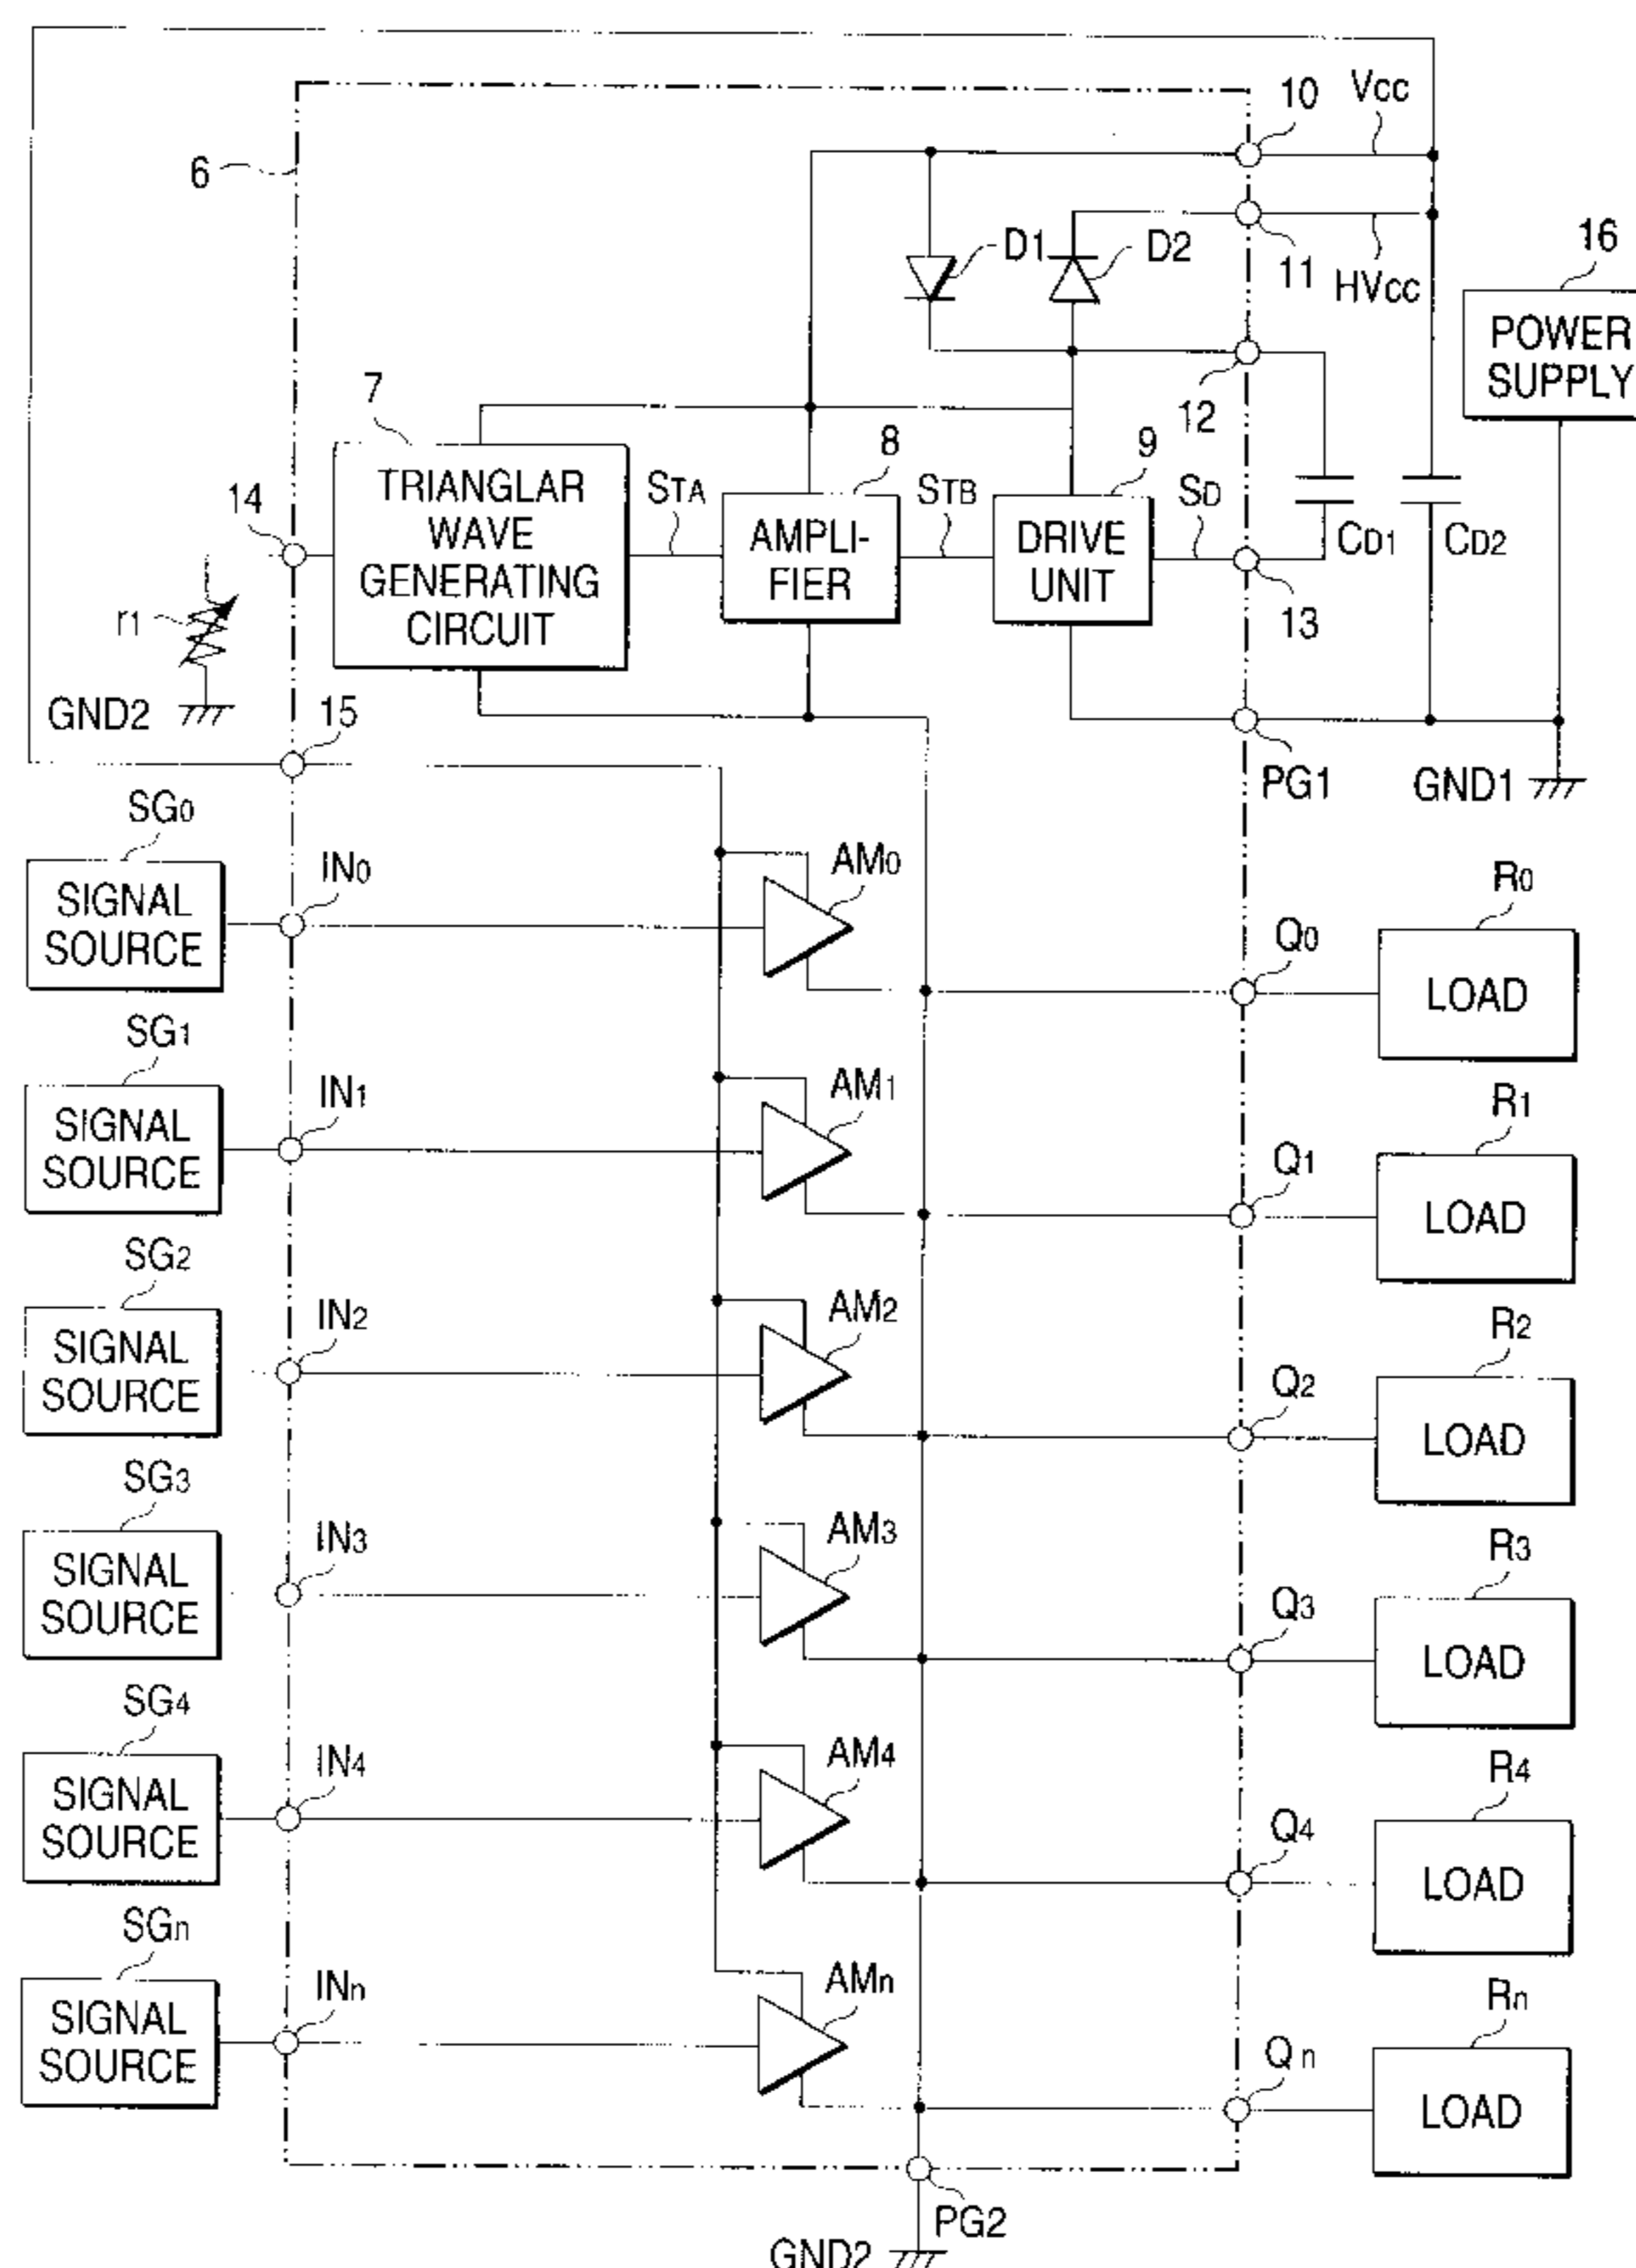 10
Vcc
6
D1
D2
11
HVcc
16
POWER
SUPPLY
7
12
8
9
TRIANGLAR
WAVE
GENERATING
CIRCUIT
14
STA
AMPLI-
FIER
STB
DRIVE
UNIT
SD
CD1
CD2
r1
13
GND2
15
PG1
GND1
SG0
IN0
AM0
R0
SIGNAL
SOURCE
Q0
LOAD
SG1
IN1
AM1
R1
SIGNAL
SOURCE
Q1
LOAD
SG2
IN2
AM2
R2
SIGNAL
SOURCE
Q2
LOAD
SG3
IN3
AM3
R3
SIGNAL
SOURCE
Q3
LOAD
SG4
IN4
AM4
R4
SIGNAL
SOURCE
Q4
LOAD
SGn
INn
AMn
Rn
SIGNAL
SOURCE
Qn
LOAD
PG2
GND2